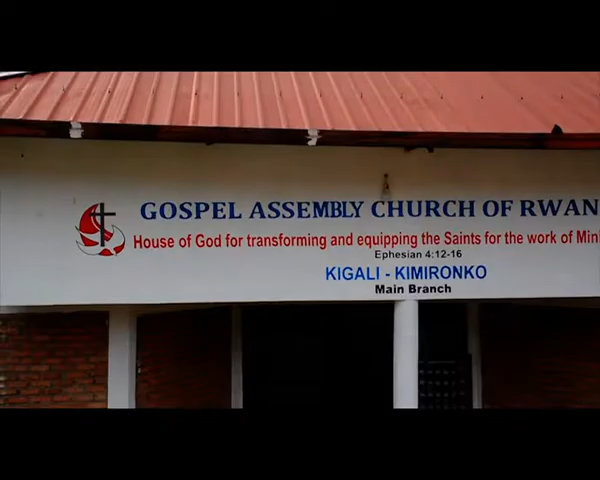 GOSPEL ASSEMBLY CHURCH OF RWAN
House of God for transforming and equipping the Saints for the work of Mini
Ephesian 4:12-16
KIGALI - KIMIRONKO
Main Branch